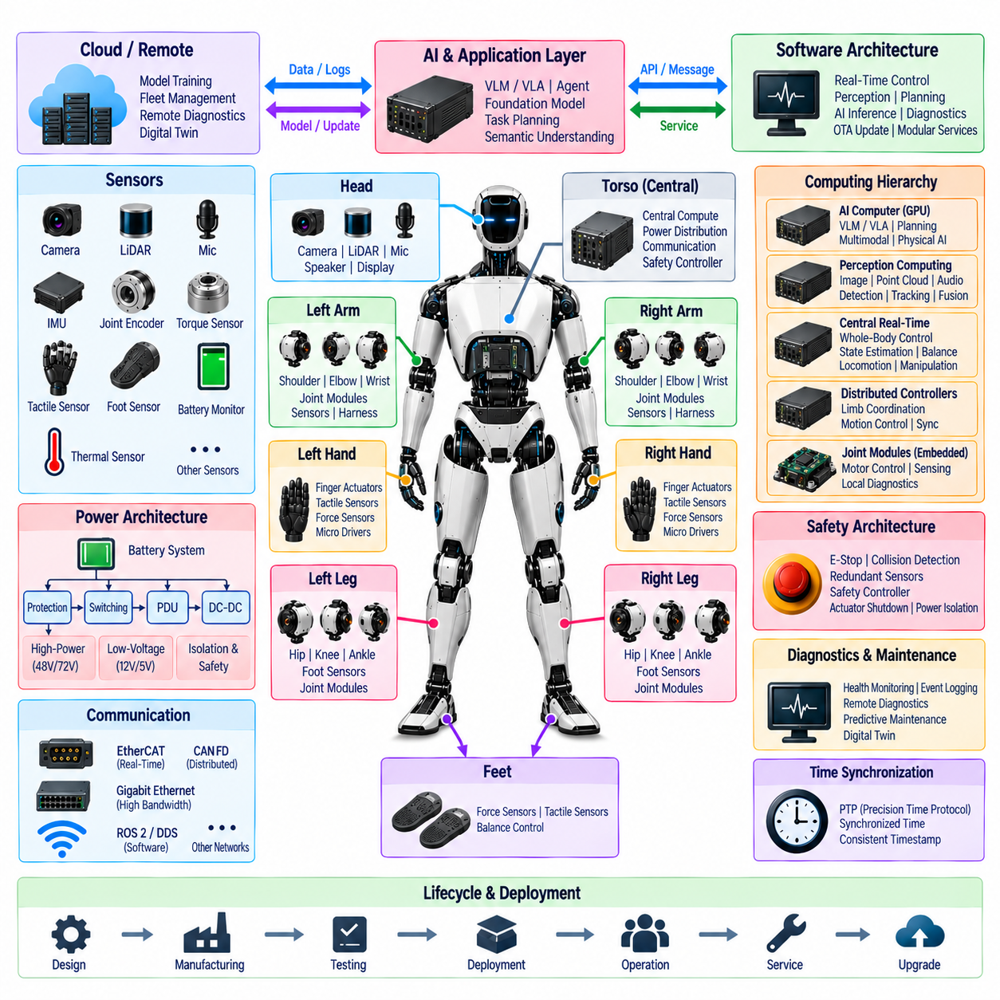 Cloud / Remote
Model Training
Fleet Management
Remote Diagnostics
Digital Twin
Data / Logs
Model / Update
AI & Application Layer
VLM / VLA | Agent
Foundation Model
Task Planning
Semantic Understanding
API / Message
Service
Software Architecture
Real-Time Control
Perception | Planning
AI Inference | Diagnostics
OTA Update | Modular Services
Sensors
Camera
LiDAR
Mic
IMU
Joint Encoder
Torque Sensor
Tactile Sensor
Foot Sensor
Battery Monitor
Thermal Sensor
Other Sensors
Head
Camera | LiDAR | Mic
Speaker | Display
Torso (Central)
Central Compute
Power Distribution
Communication
Safety Controller
Left Arm
Shoulder | Elbow | Wrist
Joint Modules
Sensors | Harness
Right Arm
Shoulder | Elbow | Wrist
Joint Modules
Sensors | Harness
Left Hand
Finger Actuators
Tactile Sensors
Force Sensors
Micro Drivers
Right Hand
Finger Actuators
Tactile Sensors
Force Sensors
Micro Drivers
Left Leg
Hip | Knee | Ankle
Foot Sensors
Joint Modules
Right Leg
Hip | Knee | Ankle
Foot Sensors
Joint Modules
Feet
Force Sensors | Tactile Sensors
Balance Control
Computing Hierarchy
AI Computer (GPU)
VLM / VLA | Planning
Multimodal | Physical AI
Perception Computing
Image | Point Cloud | Audio
Detection | Tracking | Fusion
Central Real-Time
Whole-Body Control
State Estimation | Balance
Locomotion | Manipulation
Distributed Controllers
Limb Coordination
Motion Control | Sync
Joint Modules (Embedded)
Motor Control | Sensing
Local Diagnostics
Power Architecture
Battery System
Protection
Switching
PDU
DC-DC
High-Power
(48V/72V)
Low-Voltage
(12V/5V)
Isolation &
Safety
Safety Architecture
E-Stop | Collision Detection
Redundant Sensors
Safety Controller
Actuator Shutdown | Power Isolation
Communication
EtherCAT
(Real-Time)
CAN FD
(Distributed)
Gigabit Ethernet
(High Bandwidth)
ROS 2 / DDS
(Software)
Other Networks
Diagnostics & Maintenance
Health Monitoring | Event Logging
Remote Diagnostics
Predictive Maintenance
Digital Twin
Time Synchronization
PTP (Precision Time Protocol)
Synchronized Time
Consistent Timestamp
Lifecycle & Deployment
Design
Manufacturing
Testing
Deployment
Operation
Service
Upgrade